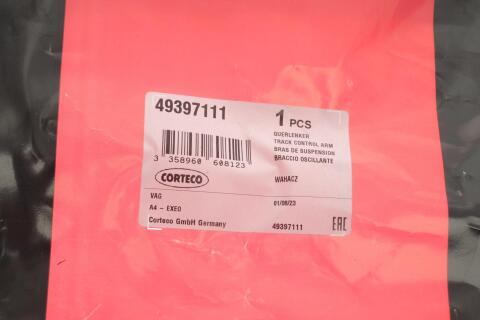 49397111
1 PCS
QUERLENKER
TRACK CONTROL ARM
BRAS DE SUSPENSION
BRACCIO OSCILLANTE
3 358960 608123
CORTECO
WAHACZ
VAG
01/08/23
A4 - EXEO
Corteco GmbH Germany
49397111
EAC